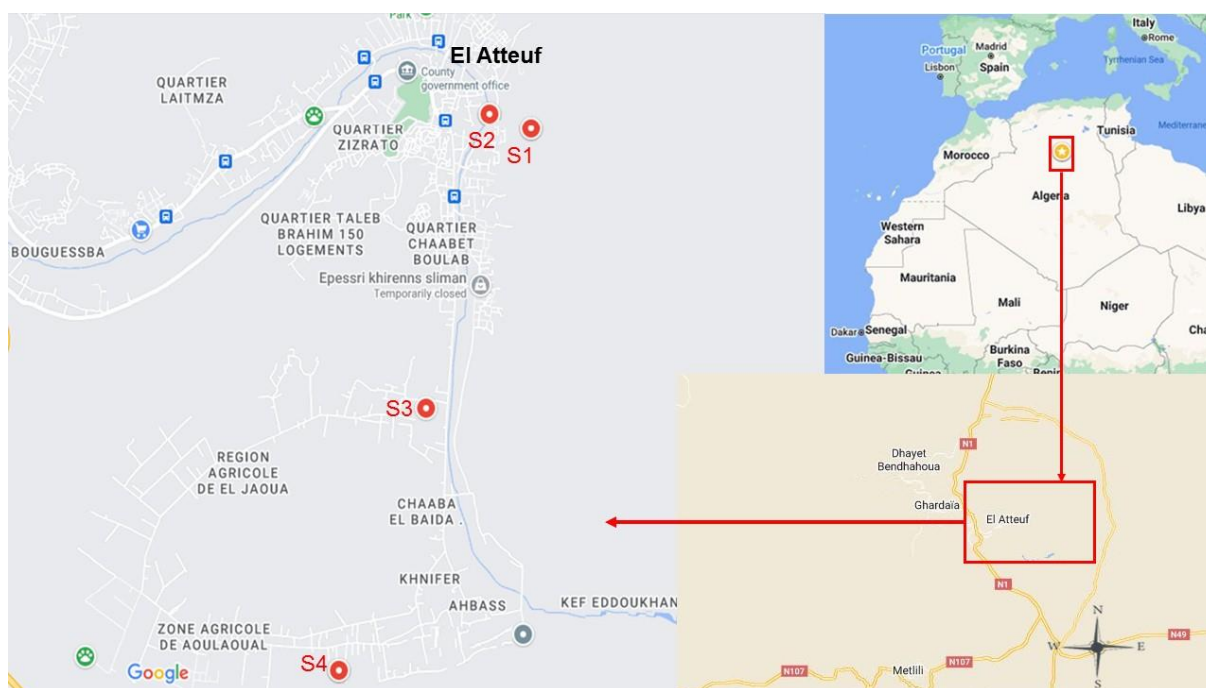 Park
El Atteuf
County
government office
QUARTIER
LAITMZA
QUARTIER
ZIZRATO
S2
S1
QUARTIER TALEB
BRAHIM 150
LOGEMENTS
QUARTIER
CHAABET
BOULAB
BOUGUESSBA
Epessri khirenns sliman
Temporarily closed
S3
REGION
AGRICOLE
DE EL JAOUA
CHAABA
EL BAIDA .
KHNIFER
AHBASS
KEF EDDOUKHAN
ZONE AGRICOLE
DE AOULAOUAL
S4
Google
Italy
Rome
Portugal
Madrid
Lisbon
Spain
Tyrrhenian Sea
Tunisia
Mediterrane
Morocco
Algeria
Libya
Western
Sahara
Mauritania
Mali
Niger
Cha
Dakar
Senegal
Burkina
Faso
Guinea-Bissau
Guinea
Benin
N1
Dhayet
Bendhahoua
Ghardaïa
El Atteuf
N1
N
W
E
S
N49
N107
Metlili
N107